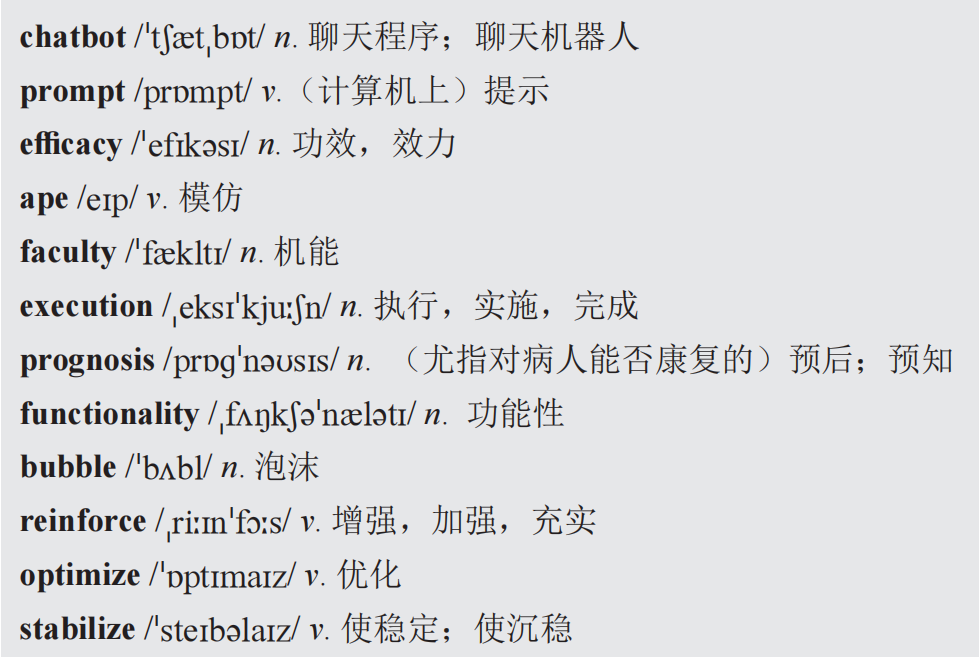 chatbot /ˈtʃætˌbɒt/ n. 聊天程序；聊天机器人
prompt /prɒmpt/ v.（计算机上）提示
efficacy /ˈefɪkəsɪ/ n. 功效，效力
ape /eɪp/ v. 模仿
faculty /ˈfækltɪ/ n. 机能
execution /ˌeksɪˈkjuːʃn/ n. 执行，实施，完成
prognosis /prɒɡˈnəʊsɪs/ n. （尤指对病人能否康复的）预后；预知
functionality /ˌfʌŋkʃəˈnælətɪ/ n. 功能性
bubble /ˈbʌbl/ n. 泡沫
reinforce /ˌriːɪnˈfɔːs/ v. 增强，加强，充实
optimize /ˈɒptɪmaɪz/ v. 优化
stabilize /ˈsteɪbəlaɪz/ v. 使稳定；使沉稳